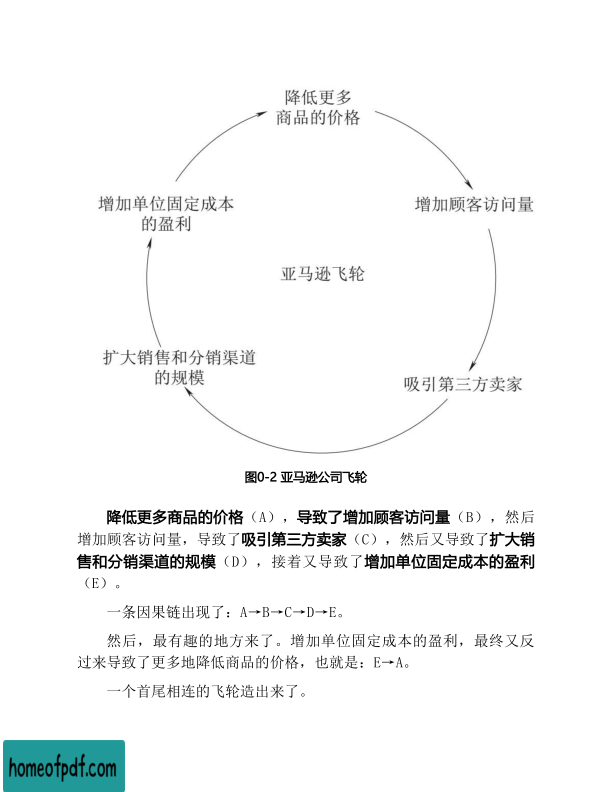 降低更多
商品的价格
增加单位固定成本
的盈利
增加顾客访问量
亚马逊飞轮
扩大销售和分销渠道
的规模
吸引第三方卖家
图0-2 亚马逊公司飞轮
降低更多商品的价格（A），导致了增加顾客访问量（B），然后
增加顾客访问量，导致了吸引第三方卖家（C），然后又导致了扩大销
售和分销渠道的规模（D），接着又导致了增加单位固定成本的盈利
（E）。
一条因果链出现了：A→B→C→D→E。
然后，最有趣的地方来了。增加单位固定成本的盈利，最终又反
过来导致了更多地降低商品的价格，也就是：E→A。
一个首尾相连的飞轮造出来了。
homeofpdf.com